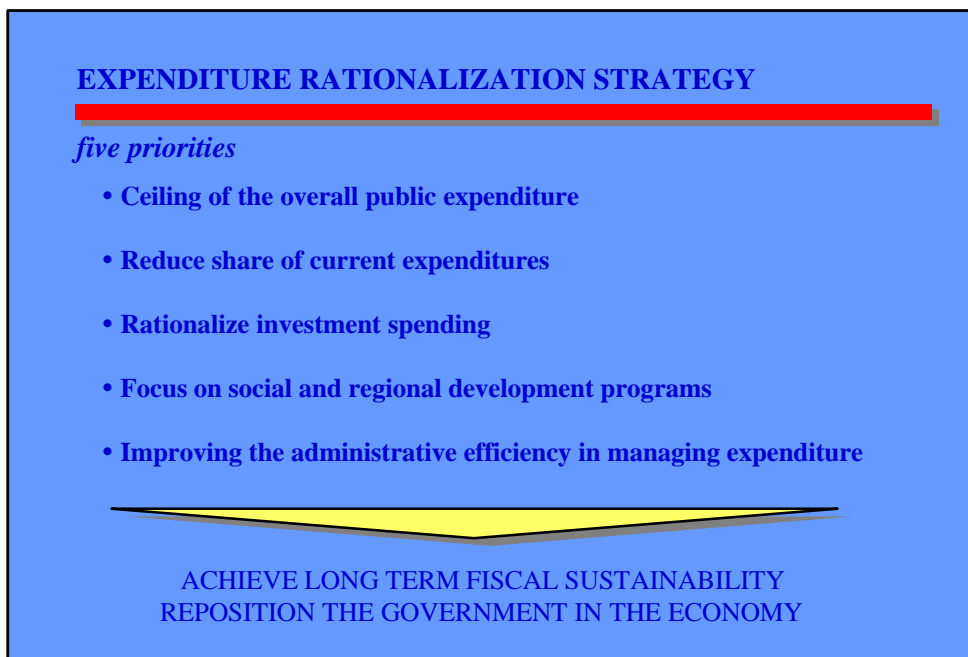 EXPENDITURE RATIONALIZATION STRATEGY
five priorities
• Ceiling of the overall public expenditure
• Reduce share of current expenditures
• Rationalize investment spending
• Focus on social and regional development programs
• Improving the administrative efficiency in managing expenditure
ACHIEVE LONG TERM FISCAL SUSTAINABILITY
REPOSITION THE GOVERNMENT IN THE ECONOMY